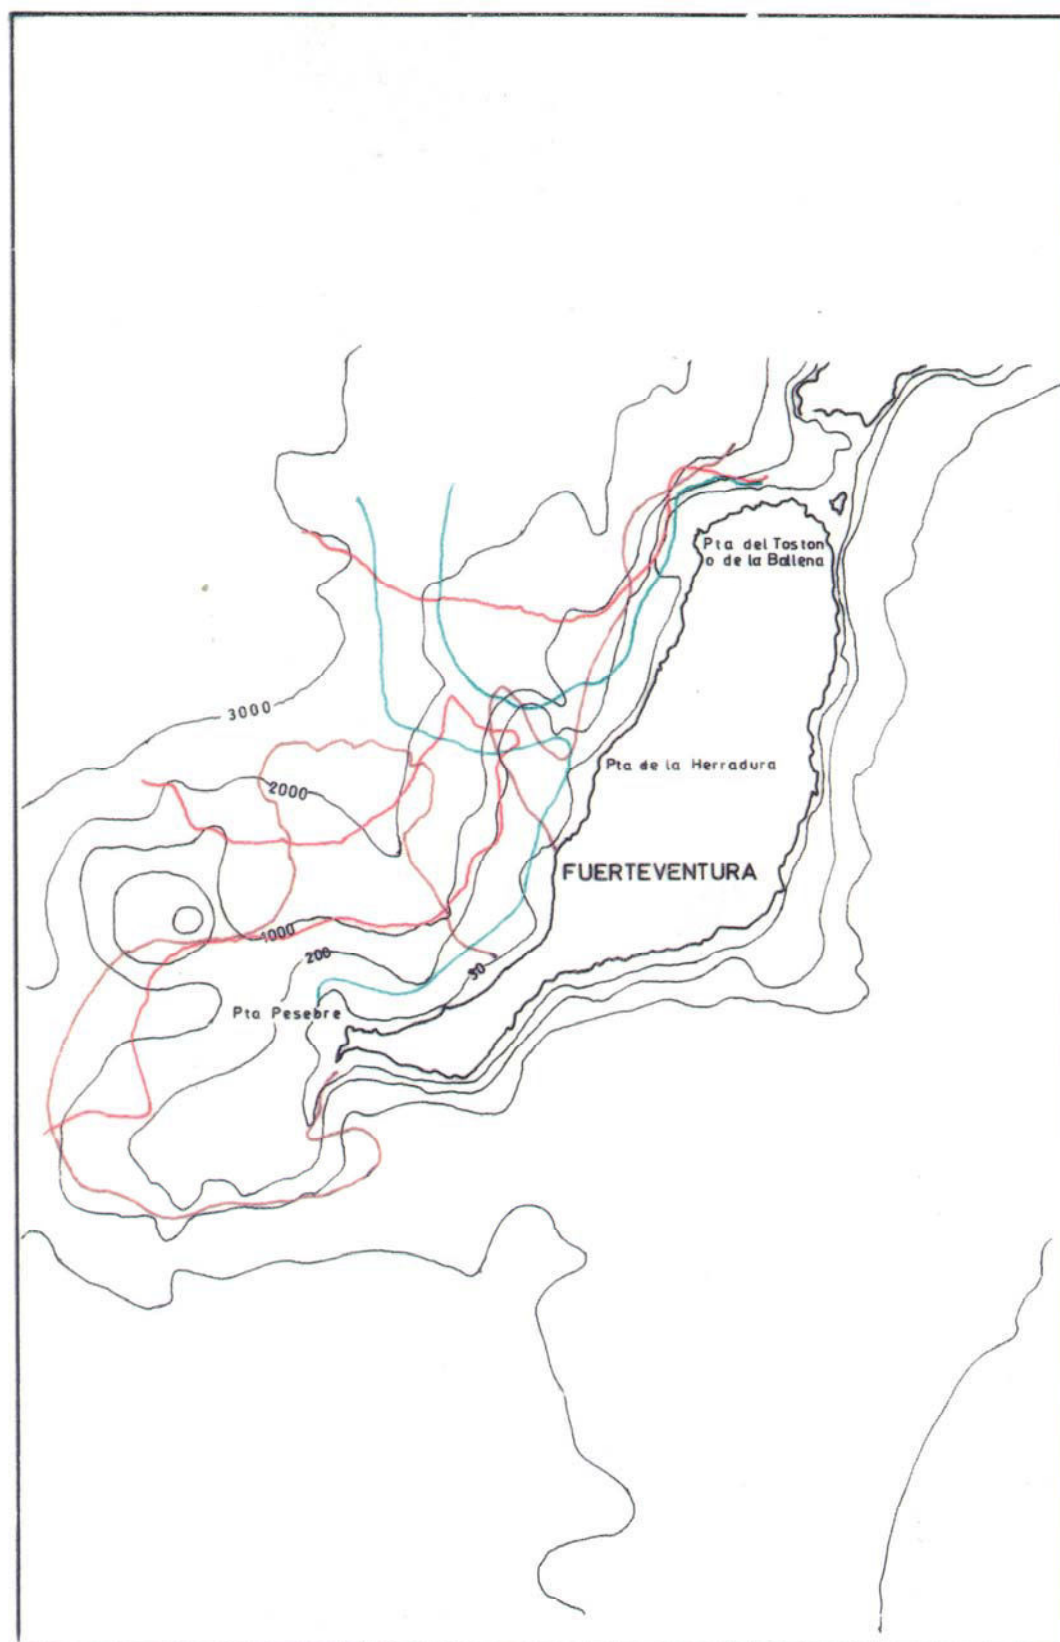 Pta del Toston
o de la Ballena
3000
Pta de la Herradura
2000
FUERTEVENTURA
1000
200
50
Pta Pesebre